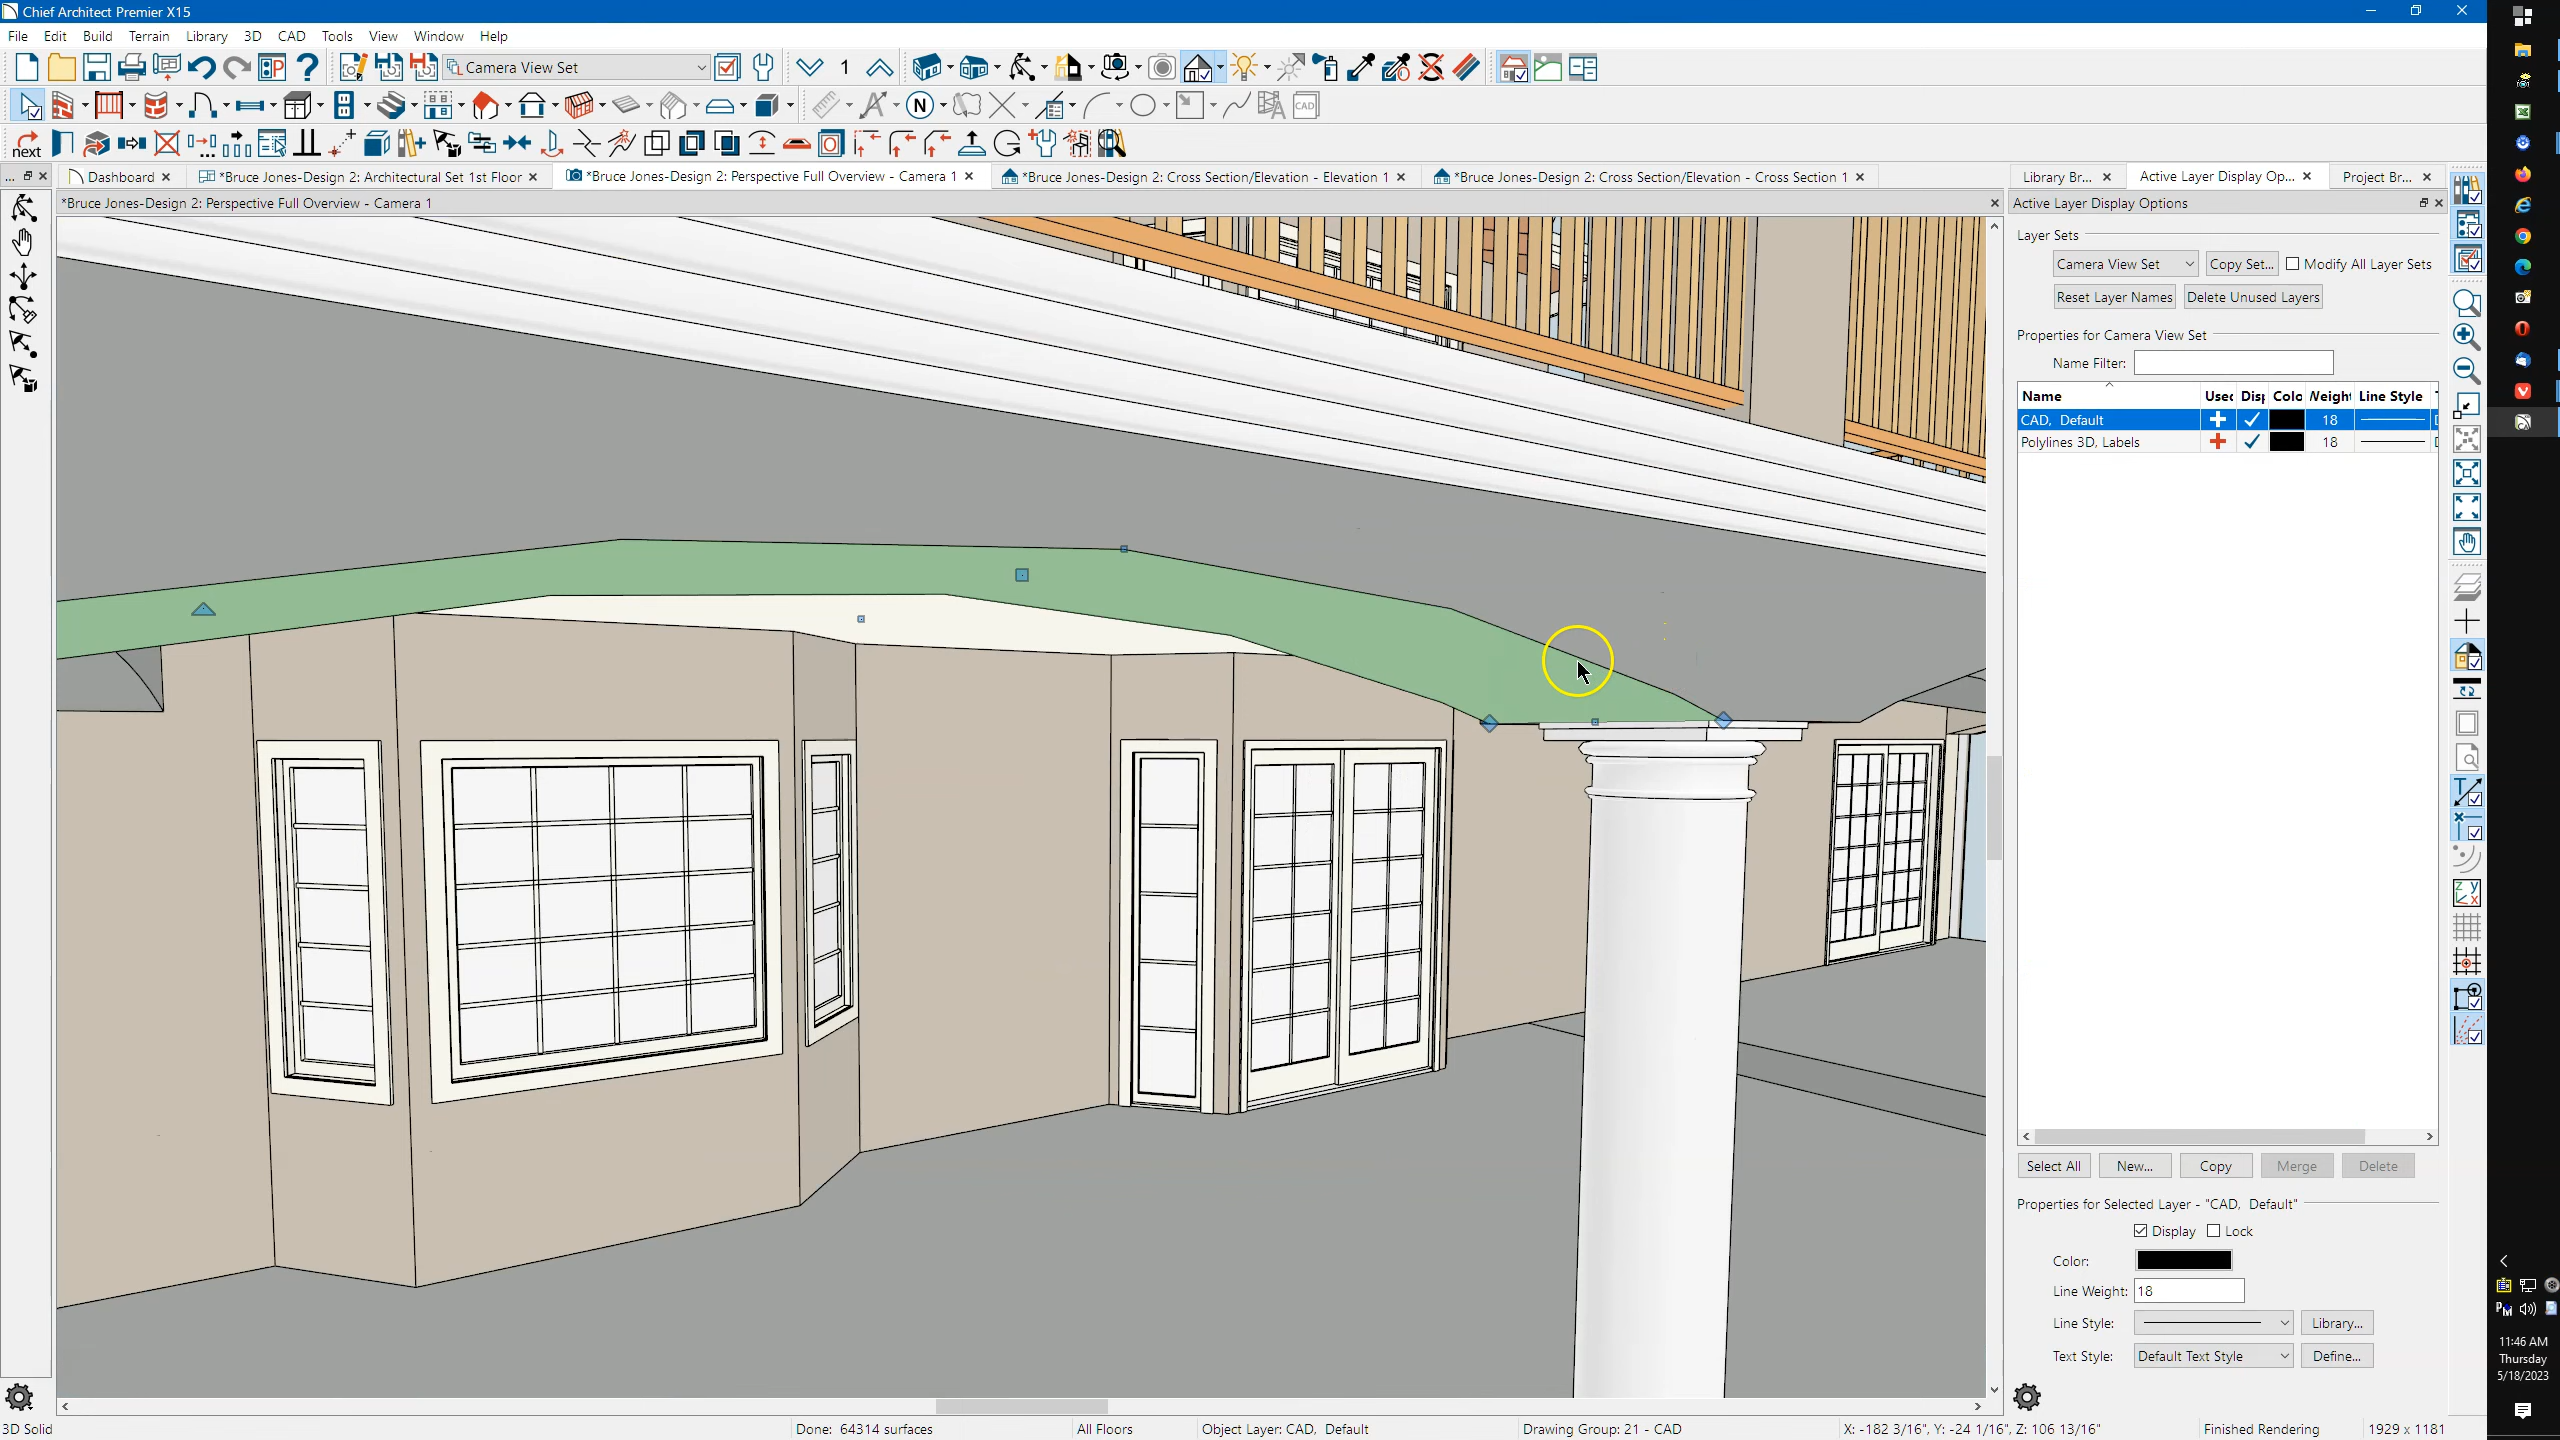 Chief Architect Premier X15
File Edit Build Terrain Library 3D CAD Tools View Window Help
Camera View Set 1
N CAD
next
... Dashboard *Bruce Jones-Design 2: Architectural Set 1st Floor *Bruce Jones-Design 2: Perspective Full Overview - Camera 1 *Bruce Jones-Design 2: Cross Section/Elevation - Elevation 1 *Bruce Jones-Design 2: Cross Section/Elevation - Cross Section 1 Library Br... Active Layer Display Op... Project Br...
*Bruce Jones-Design 2: Perspective Full Overview - Camera 1 Active Layer Display Options
Layer Sets
Camera View Set Copy Set... Modify All Layer Sets
Reset Layer Names Delete Unused Layers
Properties for Camera View Set
Name Filter:
Name Line Style
CAD, Default 18
Polylines 3D, Labels 18
Select All New... Copy Merge Delete
Properties for Selected Layer - "CAD, Default"
Display Lock
Color:
Line Weight: 18
Line Style: Library...
Text Style: Default Text Style Define...
11:46 AM
Thursday
5/18/2023
3D Solid Done: 64314 surfaces All Floors Object Layer: CAD, Default Drawing Group: 21 - CAD X: -182 3/16", Y: -24 1/16", Z: 106 13/16" Finished Rendering 1929 x 1181